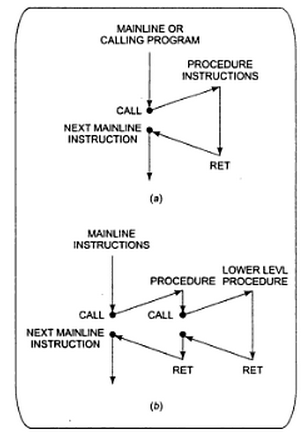 MAINLINE OR
CALLING PROGRAM
PROCEDURE
INSTRUCTIONS
CALL
NEXT MAINLINE
INSTRUCTION
RET
(a)
MAINLINE
INSTRUCTIONS
LOWER LEVL
PROCEDURE
PROCEDURE
CALL
CALL
NEXT MAINLINE
INSTRUCTION
RET
RET
(b)